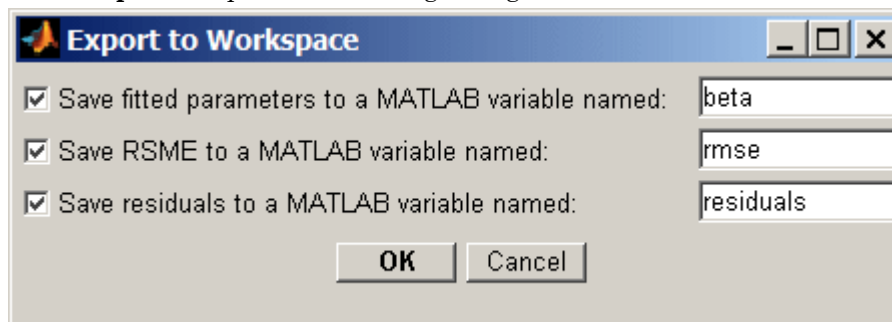 Export to Workspace
Save fitted parameters to a MATLAB variable named: beta
Save RSME to a MATLAB variable named: rmse
Save residuals to a MATLAB variable named: residuals
OK Cancel